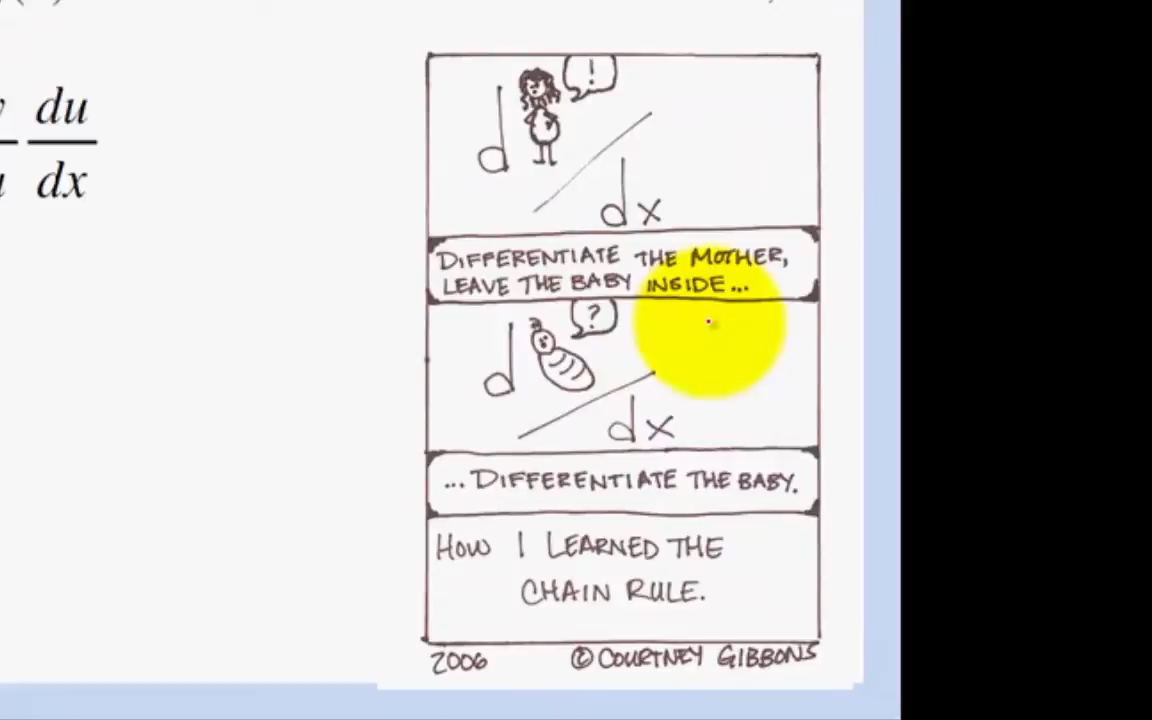 du
dx
d !
dx
DIFFERENTIATE THE MOTHER,
LEAVE THE BABY INSIDE...
d ?
dx
...DIFFERENTIATE THE BABY.
HOW I LEARNED THE
CHAIN RULE.
2006 © COURTNEY GIBBONS